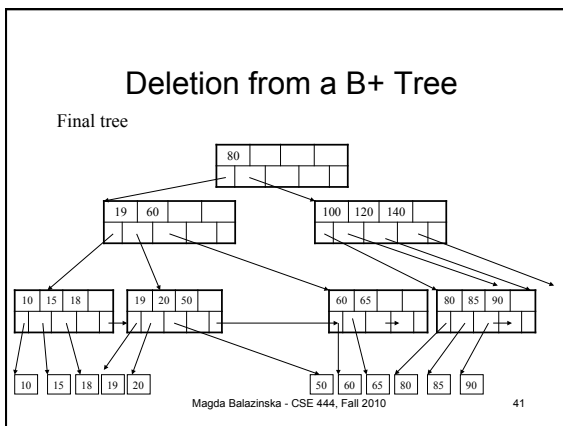 Deletion from a B+ Tree
Final tree
80
19 60
100 120 140
10 15 18 19 20 50 60 65 80 85 90
10 15 18 19 20 50 60 65 80 85 90
Magda Balazinska - CSE 444, Fall 2010 41